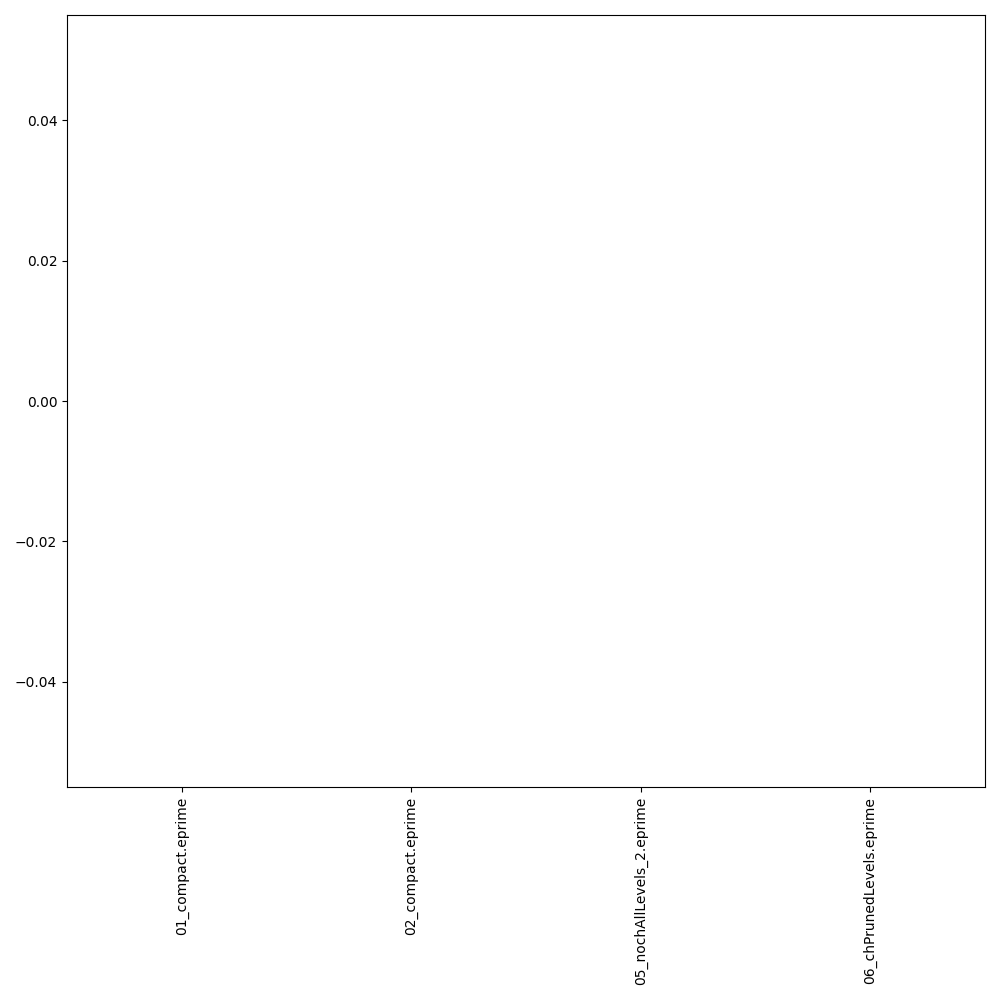 0.04
0.02
0.00
−0.02
−0.04
01_compact.eprime
02_compact.eprime
05_nochAllLevels_2.eprime
06_chPrunedLevels.eprime